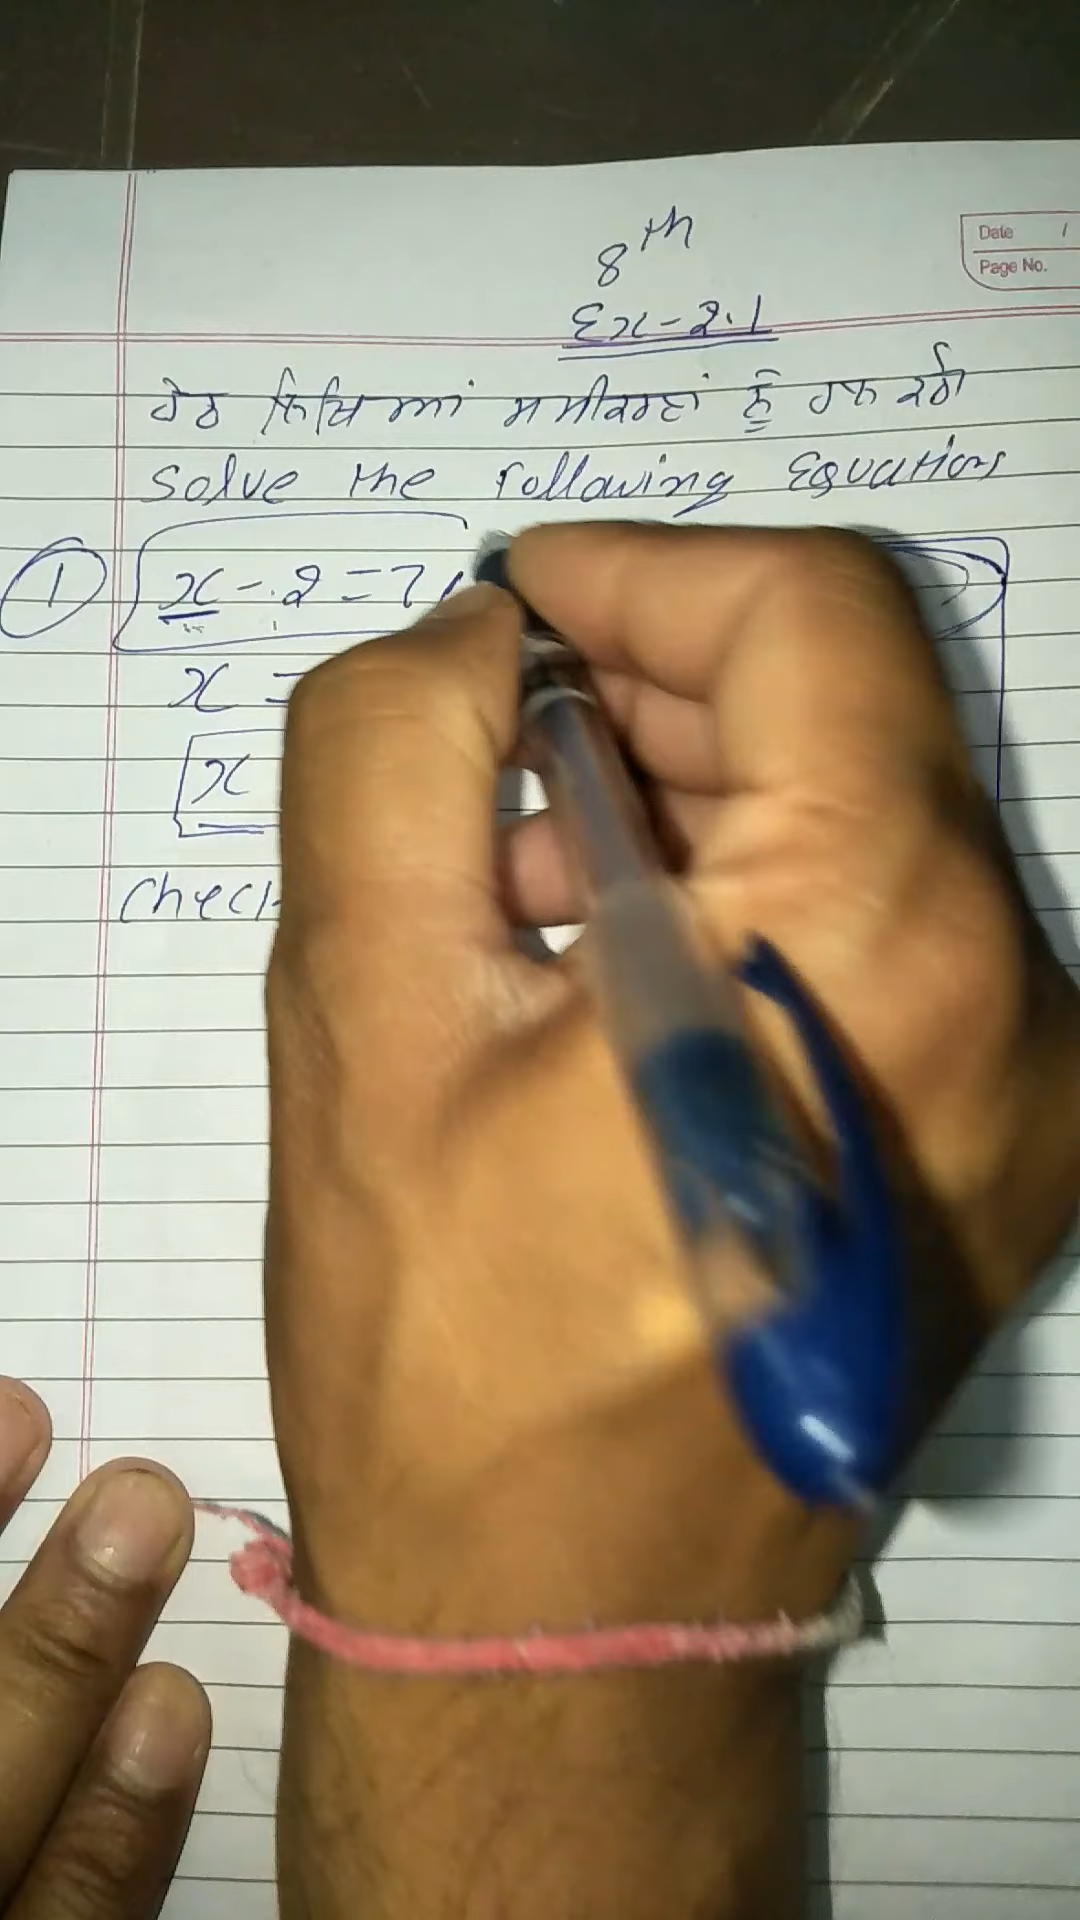 8th
Date /
Page No.
Ex-2.1
ਹੇਠ ਲਿਖਿਆਂ ਸਮੀਕਰਣਾਂ ਨੂੰ ਹਲ ਕਰੋ
Solve the following Equations
1 x - 2 = 7
x =
x
Check